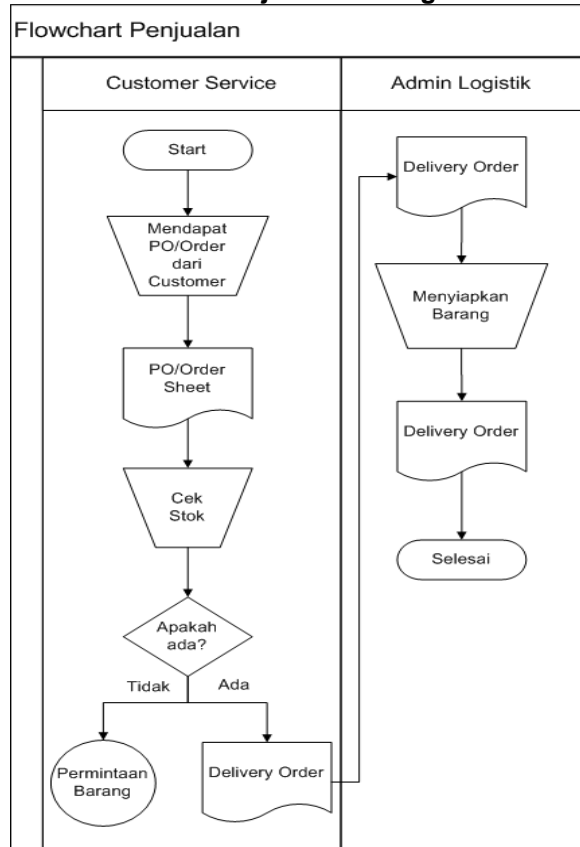 Flowchart Penjualan
Customer Service
Admin Logistik
Start
Mendapat
PO/Order
dari
Customer
PO/Order
Sheet
Cek
Stok
Apakah
ada?
Tidak
Ada
Permintaan
Barang
Delivery Order
Delivery Order
Menyiapkan
Barang
Delivery Order
Selesai